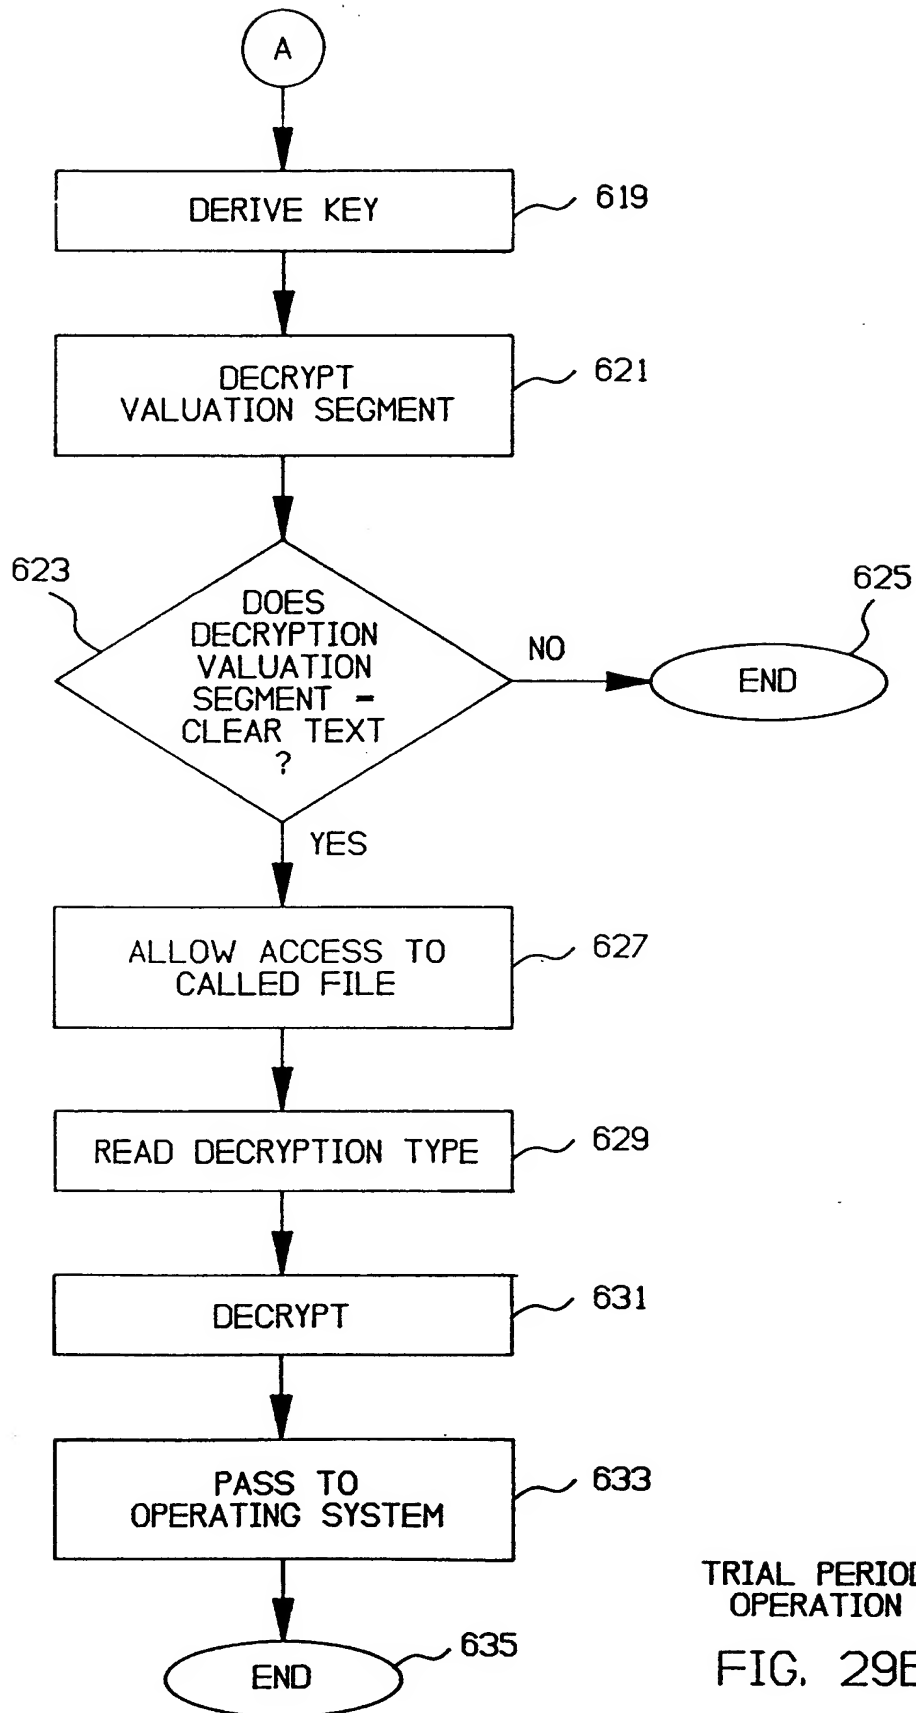 A
DERIVE KEY
619
DECRYPT
VALUATION SEGMENT
621
623
DOES
DECRYPTION
VALUATION
SEGMENT =
CLEAR TEXT
?
NO
625
END
YES
ALLOW ACCESS TO
CALLED FILE
627
READ DECRYPTION TYPE
629
DECRYPT
631
PASS TO
OPERATING SYSTEM
633
END
635
TRIAL PERIOD
OPERATION
FIG. 29B